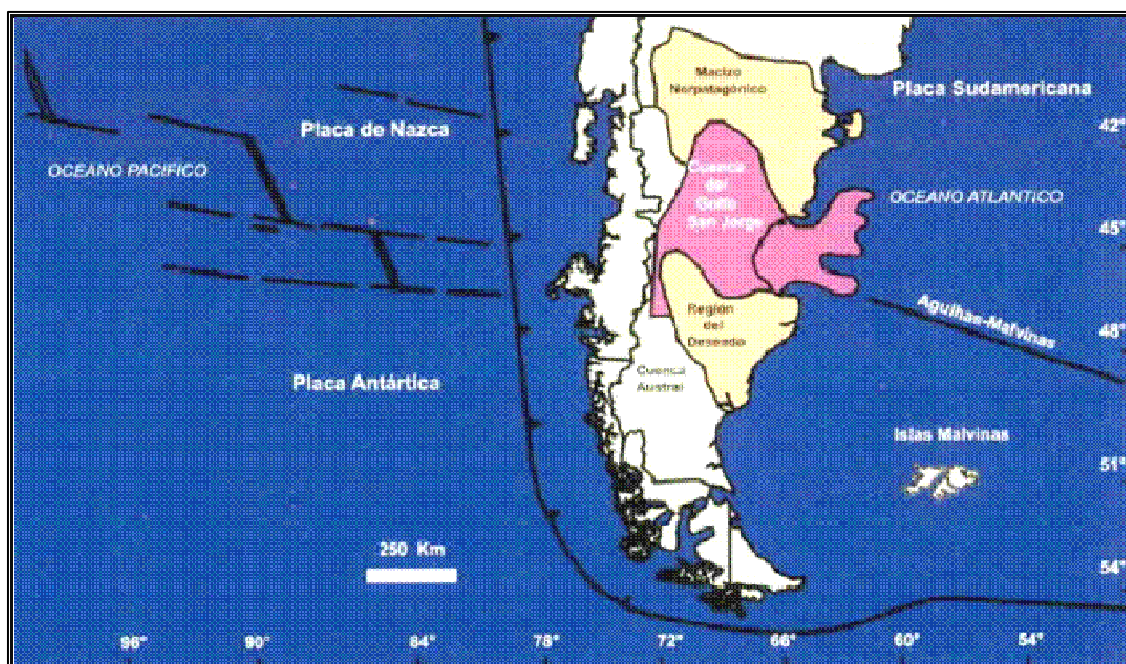 Macizo
Norpatagónico
Placa Sudamericana
Placa de Nazca
42°
OCEANO PACIFICO
Cuenca
del
Golfo
San Jorge
OCEANO ATLANTICO
45°
Agulhas-Malvinas
Región
del
Deseado
48°
Placa Antártica
Cuenca
Austral
Islas Malvinas
51°
250 Km
54°
96°
90°
84°
78°
72°
66°
60°
54°